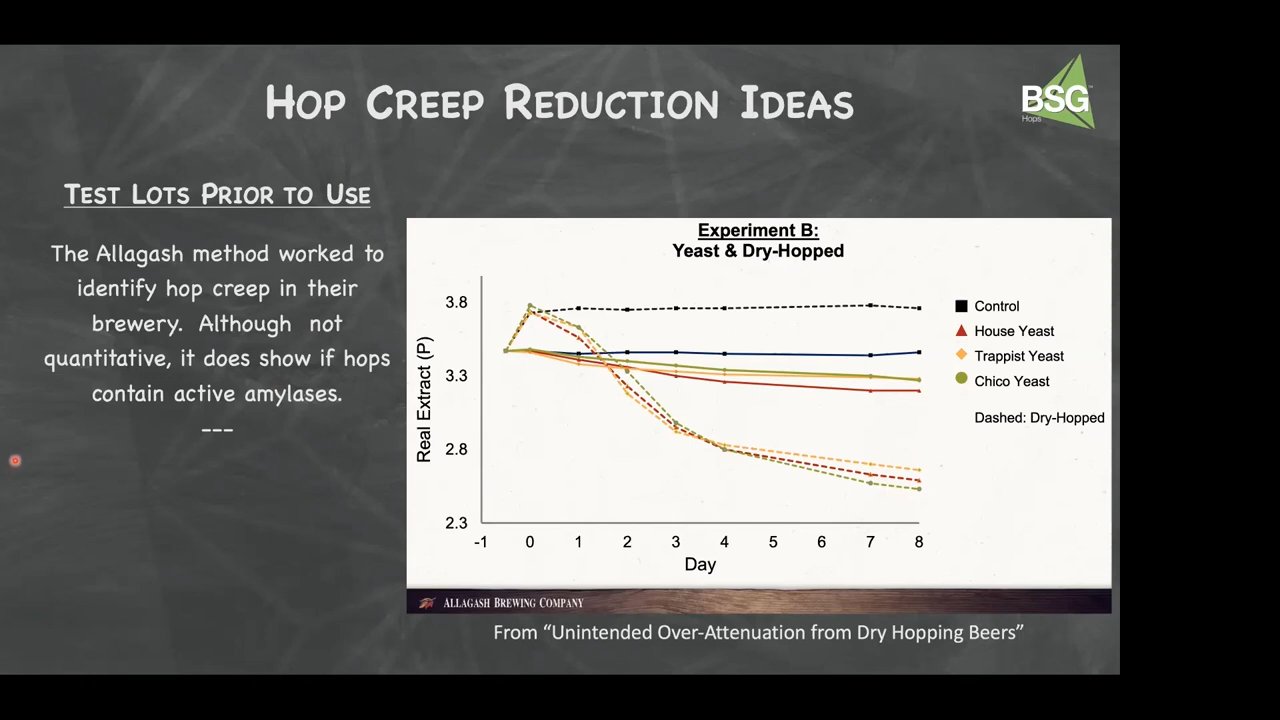 HOP CREEP REDUCTION IDEAS
BSG
Hops
TEST LOTS PRIOR TO USE
The Allagash method worked to
identify hop creep in their
brewery. Although not
quantitative, it does show if hops
contain active amylases.
---
Experiment B:
Yeast & Dry-Hopped
Real Extract (P)
3.8
3.3
2.8
2.3
-1 0 1 2 3 4 5 6 7 8
Day
Control
House Yeast
Trappist Yeast
Chico Yeast
Dashed: Dry-Hopped
ALLAGASH BREWING COMPANY
From “Unintended Over-Attenuation from Dry Hopping Beers”